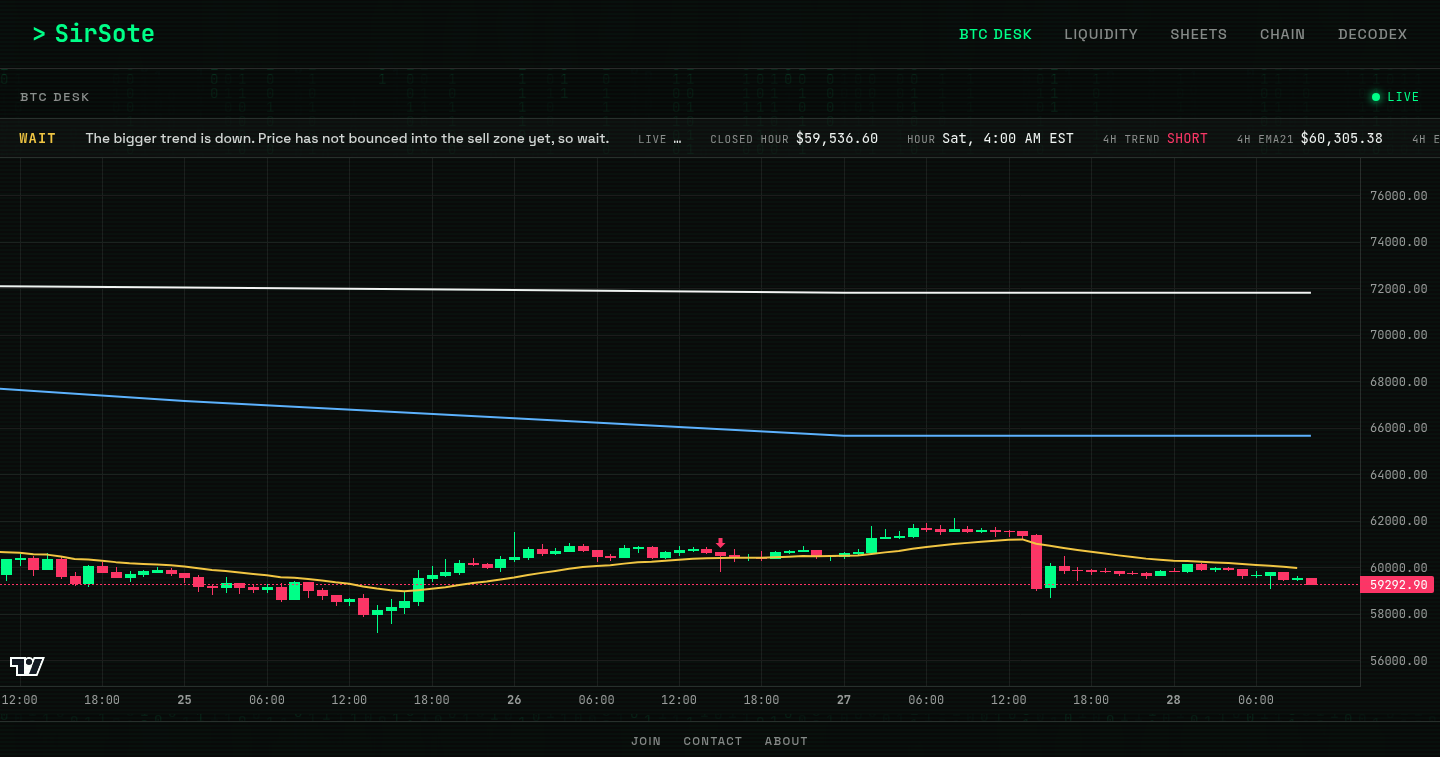 > SirSote
BTC DESK LIQUIDITY SHEETS CHAIN DECODEX
BTC DESK
LIVE
WAIT The bigger trend is down. Price has not bounced into the sell zone yet, so wait. LIVE … CLOSED HOUR $59,536.60 HOUR Sat, 4:00 AM EST 4H TREND SHORT 4H EMA21 $60,305.38 4H E
76000.00
74000.00
72000.00
70000.00
68000.00
66000.00
64000.00
62000.00
60000.00
59292.90
58000.00
56000.00
12:00 18:00 25 06:00 12:00 18:00 26 06:00 12:00 18:00 27 06:00 12:00 18:00 28 06:00
JOIN CONTACT ABOUT